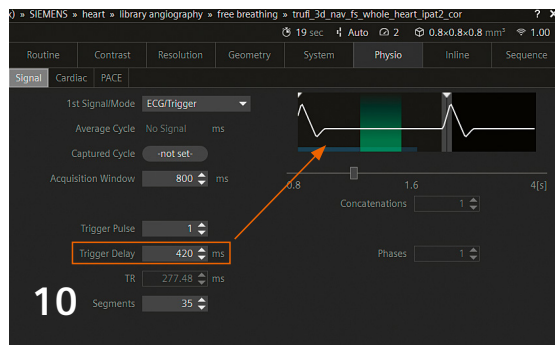 » SIEMENS » heart » library angiography » free breathing » trufi_3d_nav_fs_whole_heart_ipat2_cor ? X
19 sec Auto 2 0.8×0.8×0.8 mm³ 1.00
Routine Contrast Resolution Geometry System Physio Inline Sequence
Signal Cardiac PACE
1st Signal/Mode ECG/Trigger
Average Cycle No Signal ms
Captured Cycle -not set-
Acquisition Window 800 ms
0.8 1.6 4[s]
Concatenations 1
Trigger Pulse 1
Trigger Delay 420 ms
Phases 1
TR 277.48 ms
10
Segments 35